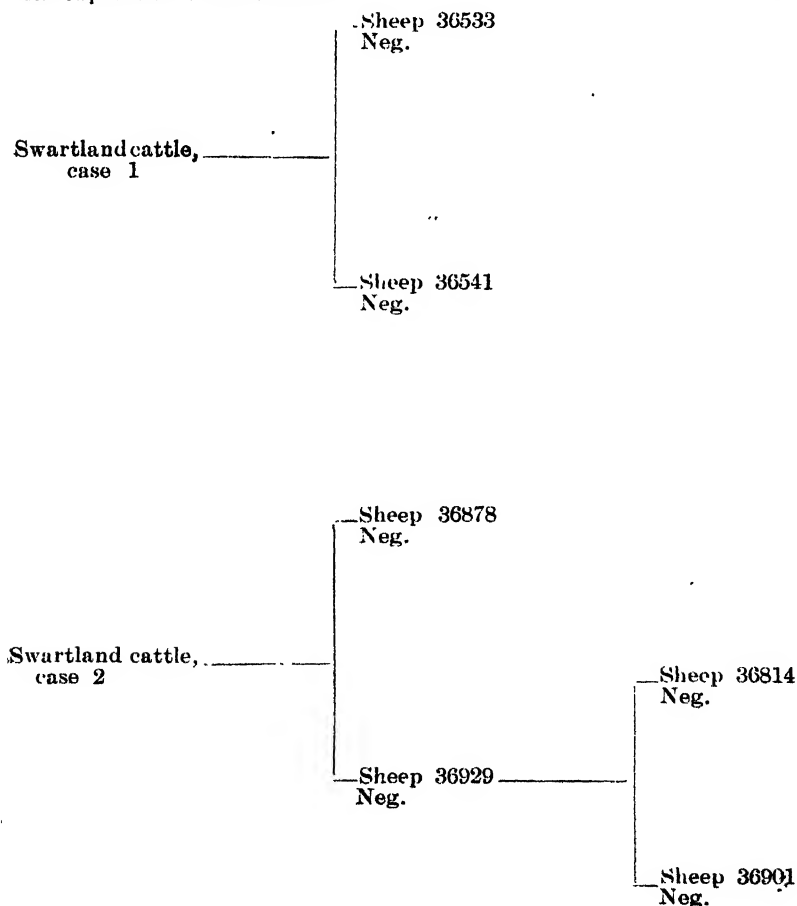 Sheep 36533
Neg.
Swartland cattle,
case 1
Sheep 36541
Neg.
Sheep 36878
Neg.
Swartland cattle,
case 2
Sheep 36814
Neg.
Sheep 36929
Neg.
Sheep 36901
Neg.